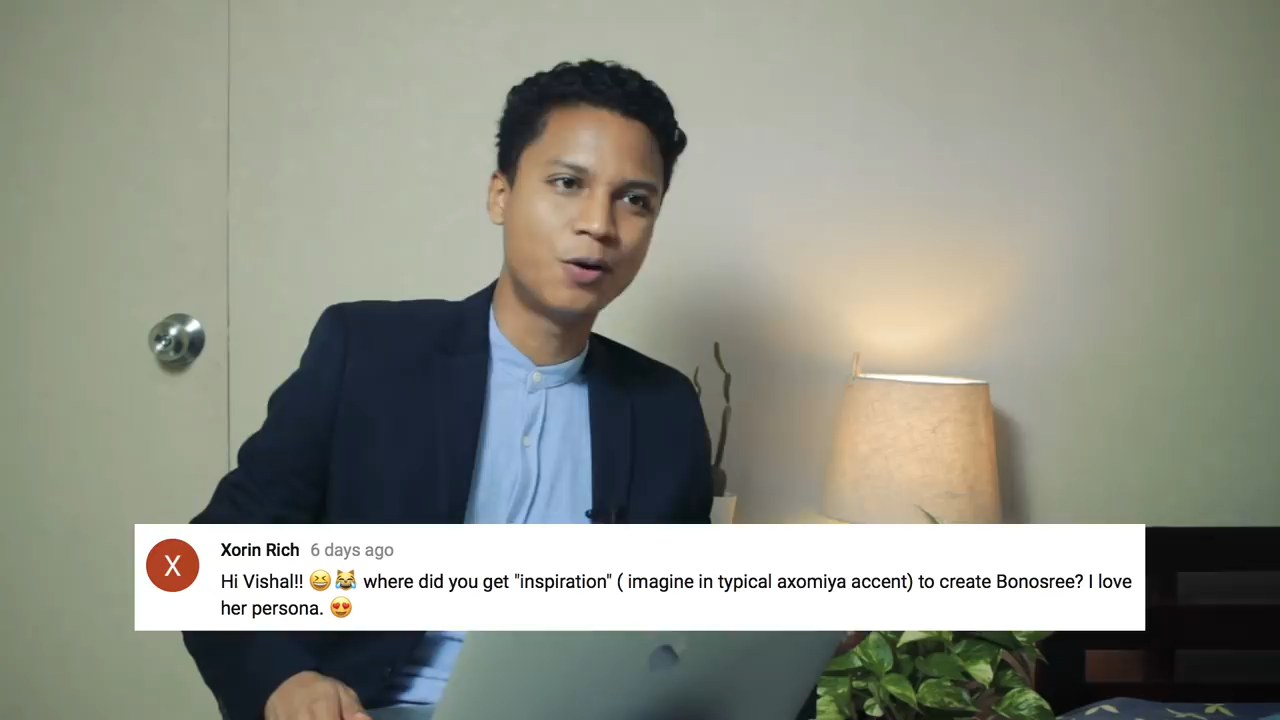 X
Xorin Rich 6 days ago
Hi Vishal!! 😆😹 where did you get "inspiration" ( imagine in typical axomiya accent) to create Bonosree? I love
her persona. 😍